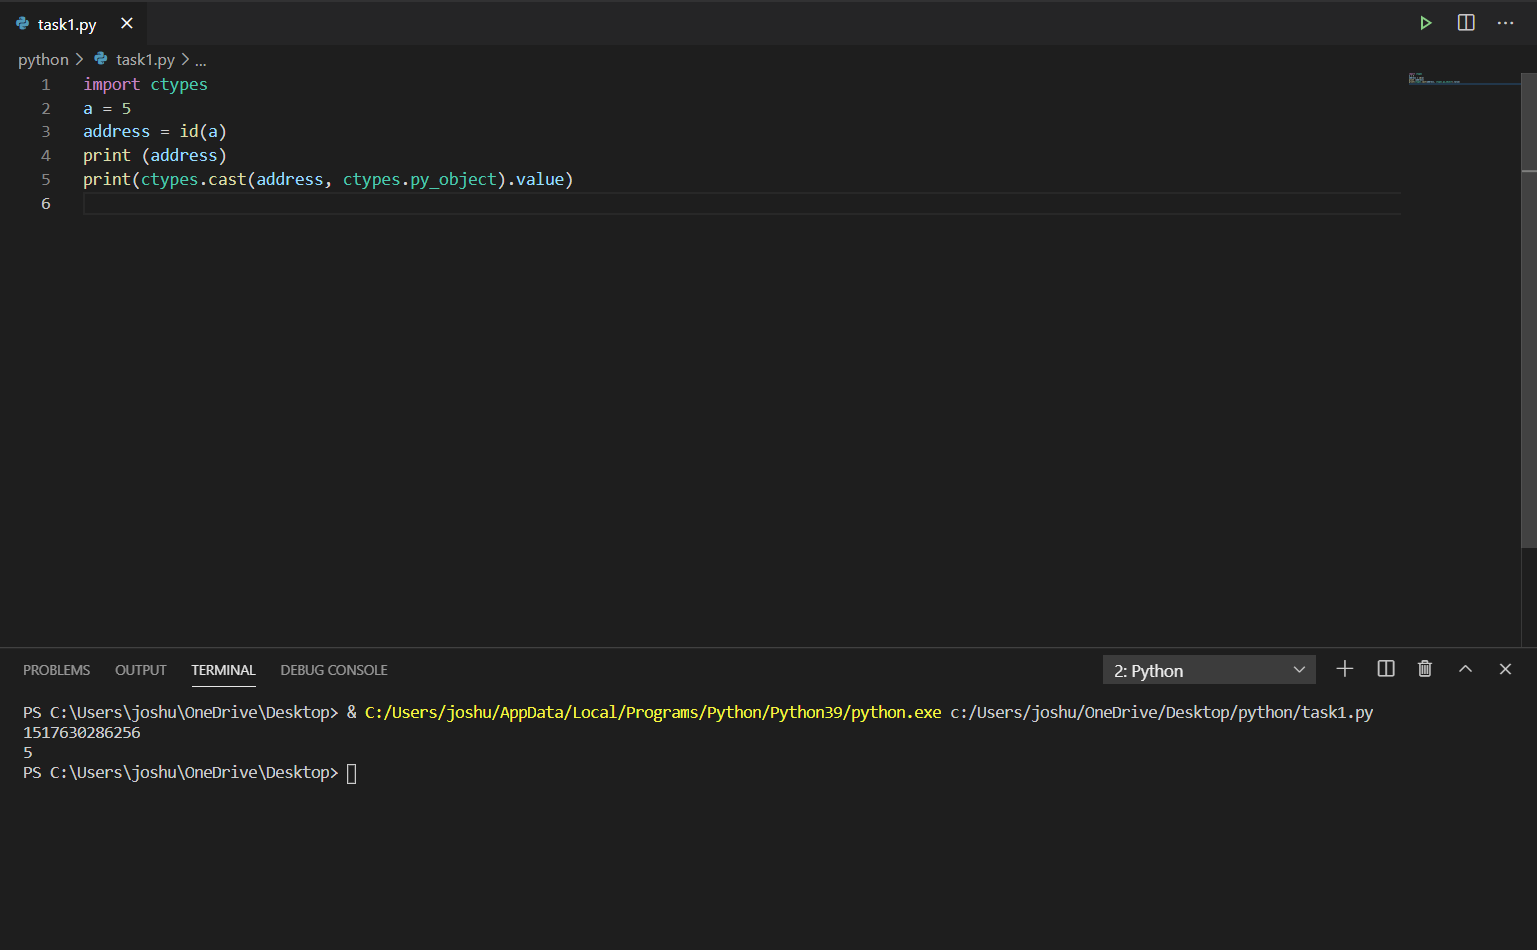 task1.py
python > task1.py > ...
1 import ctypes
2 a = 5
3 address = id(a)
4 print (address)
5 print(ctypes.cast(address, ctypes.py_object).value)
6
PROBLEMS OUTPUT TERMINAL DEBUG CONSOLE 2: Python
PS C:\Users\joshu\OneDrive\Desktop> & C:/Users/joshu/AppData/Local/Programs/Python/Python39/python.exe c:/Users/joshu/OneDrive/Desktop/python/task1.py
1517630286256
5
PS C:\Users\joshu\OneDrive\Desktop>